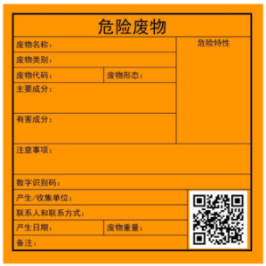 危险废物
废物名称：
危险特性
废物类别：
废物代码：
废物形态：
主要成分：
有害成分：
注意事项：
数字识别码：
产生/收集单位：
联系人和联系方式：
产生日期：
废物重量：
备注：